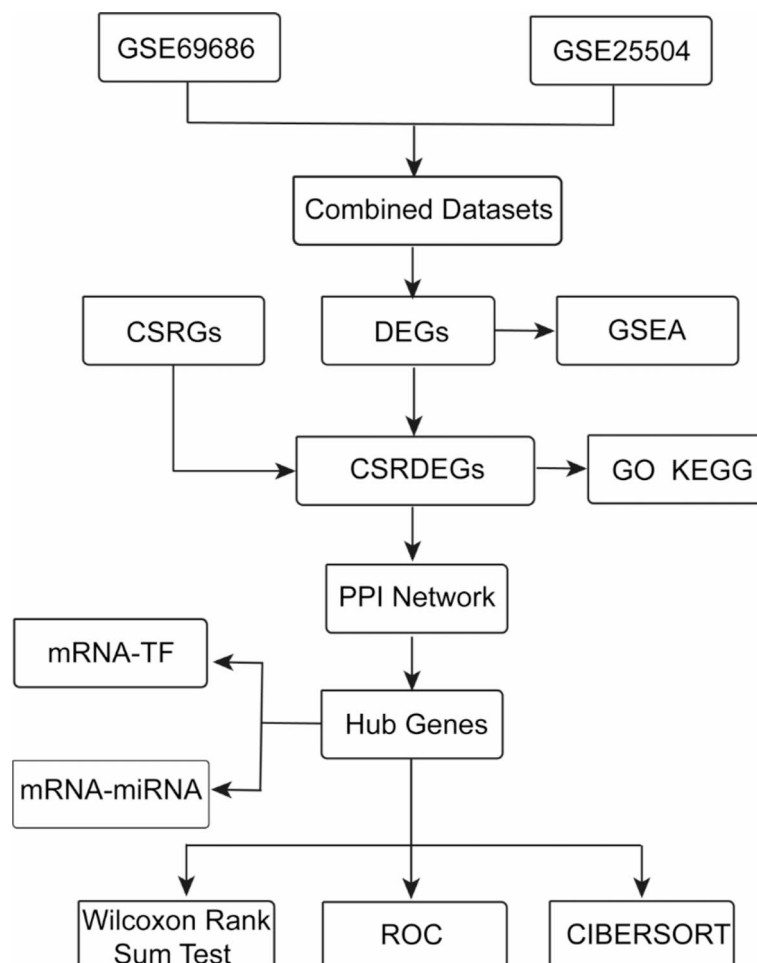 GSE69686
GSE25504
Combined Datasets
CSRGs
DEGs
GSEA
CSRDEGs
GO KEGG
PPI Network
mRNA-TF
Hub Genes
mRNA-miRNA
Wilcoxon Rank
Sum Test
ROC
CIBERSORT